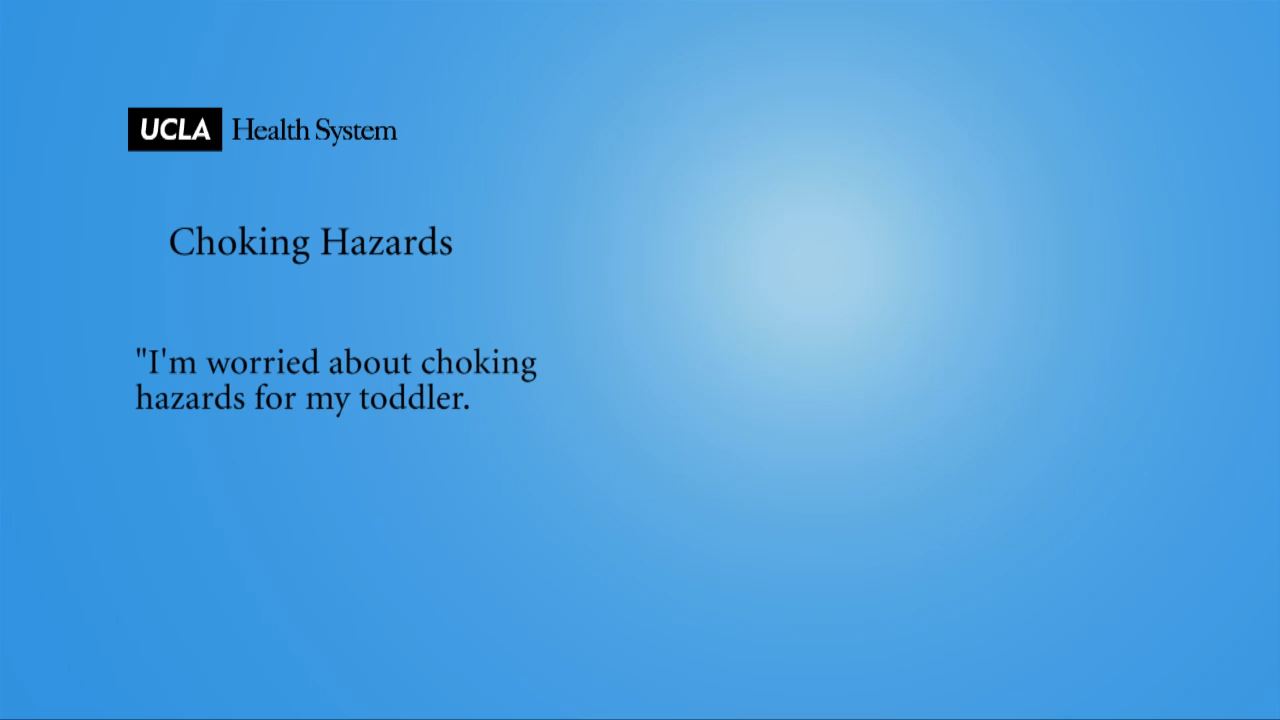 UCLA Health System
Choking Hazards
"I'm worried about choking
hazards for my toddler.